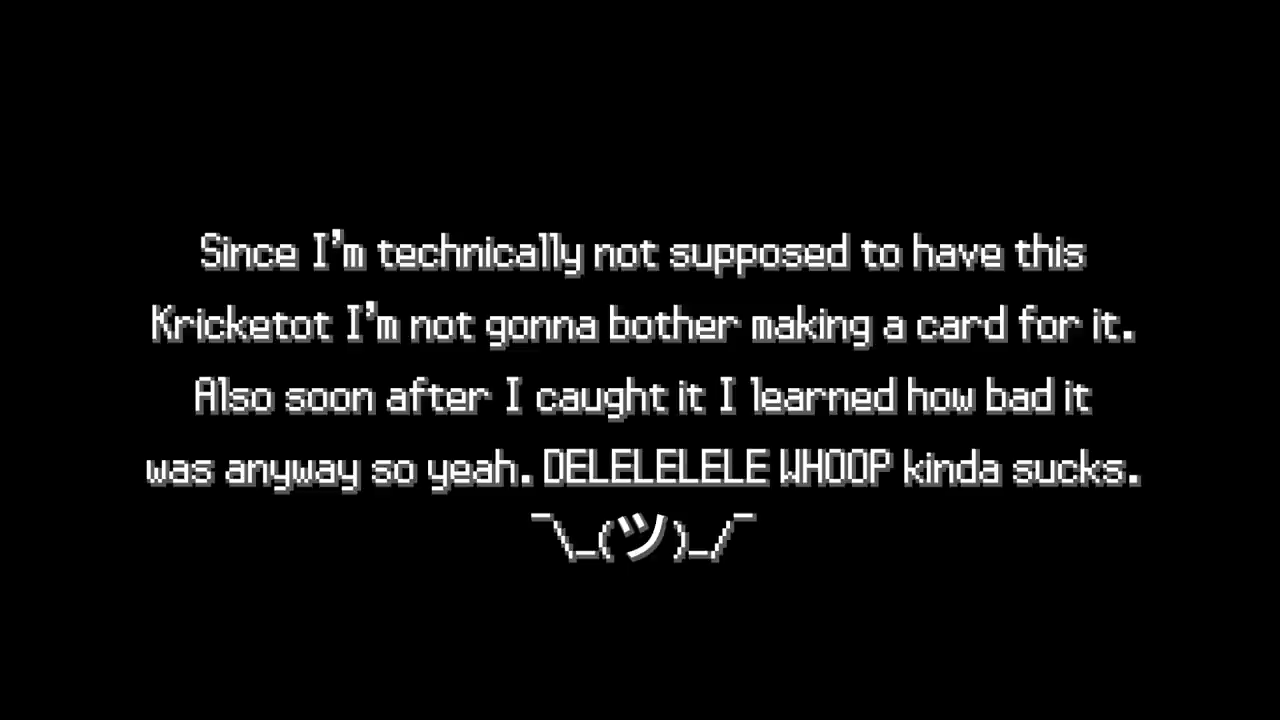 Since I'm technically not supposed to have this
Kricketot I'm not gonna bother making a card for it.
Also soon after I caught it I learned how bad it
was anyway so yeah. DELELELELE WHOOP kinda sucks.
¯\_(ツ)_/¯